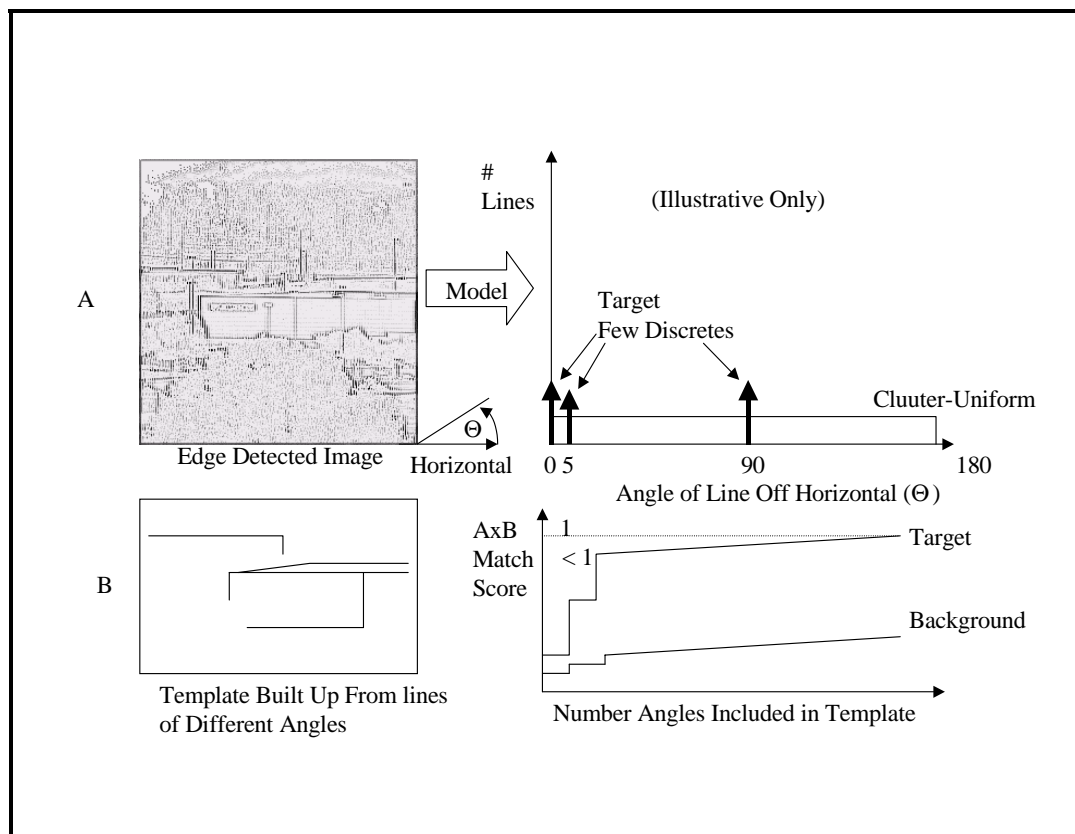 #
Lines
(Illustrative Only)
A
Model
Target
Few Discretes
Cluuter-Uniform
Θ
Edge Detected Image
Horizontal
0 5
90
180
Angle of Line Off Horizontal (Θ)
B
AxB
Match
Score
1
< 1
Target
Background
Template Built Up From lines
of Different Angles
Number Angles Included in Template